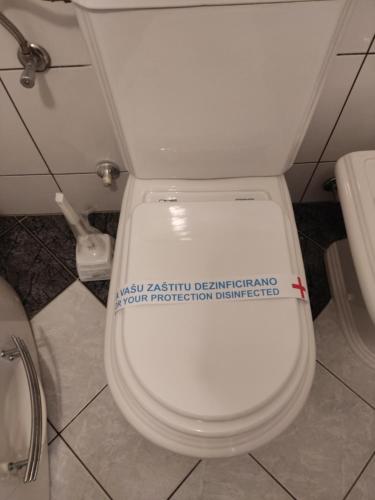 VAŠU ZAŠTITU DEZINFICIRANO
YOUR PROTECTION DISINFECTED